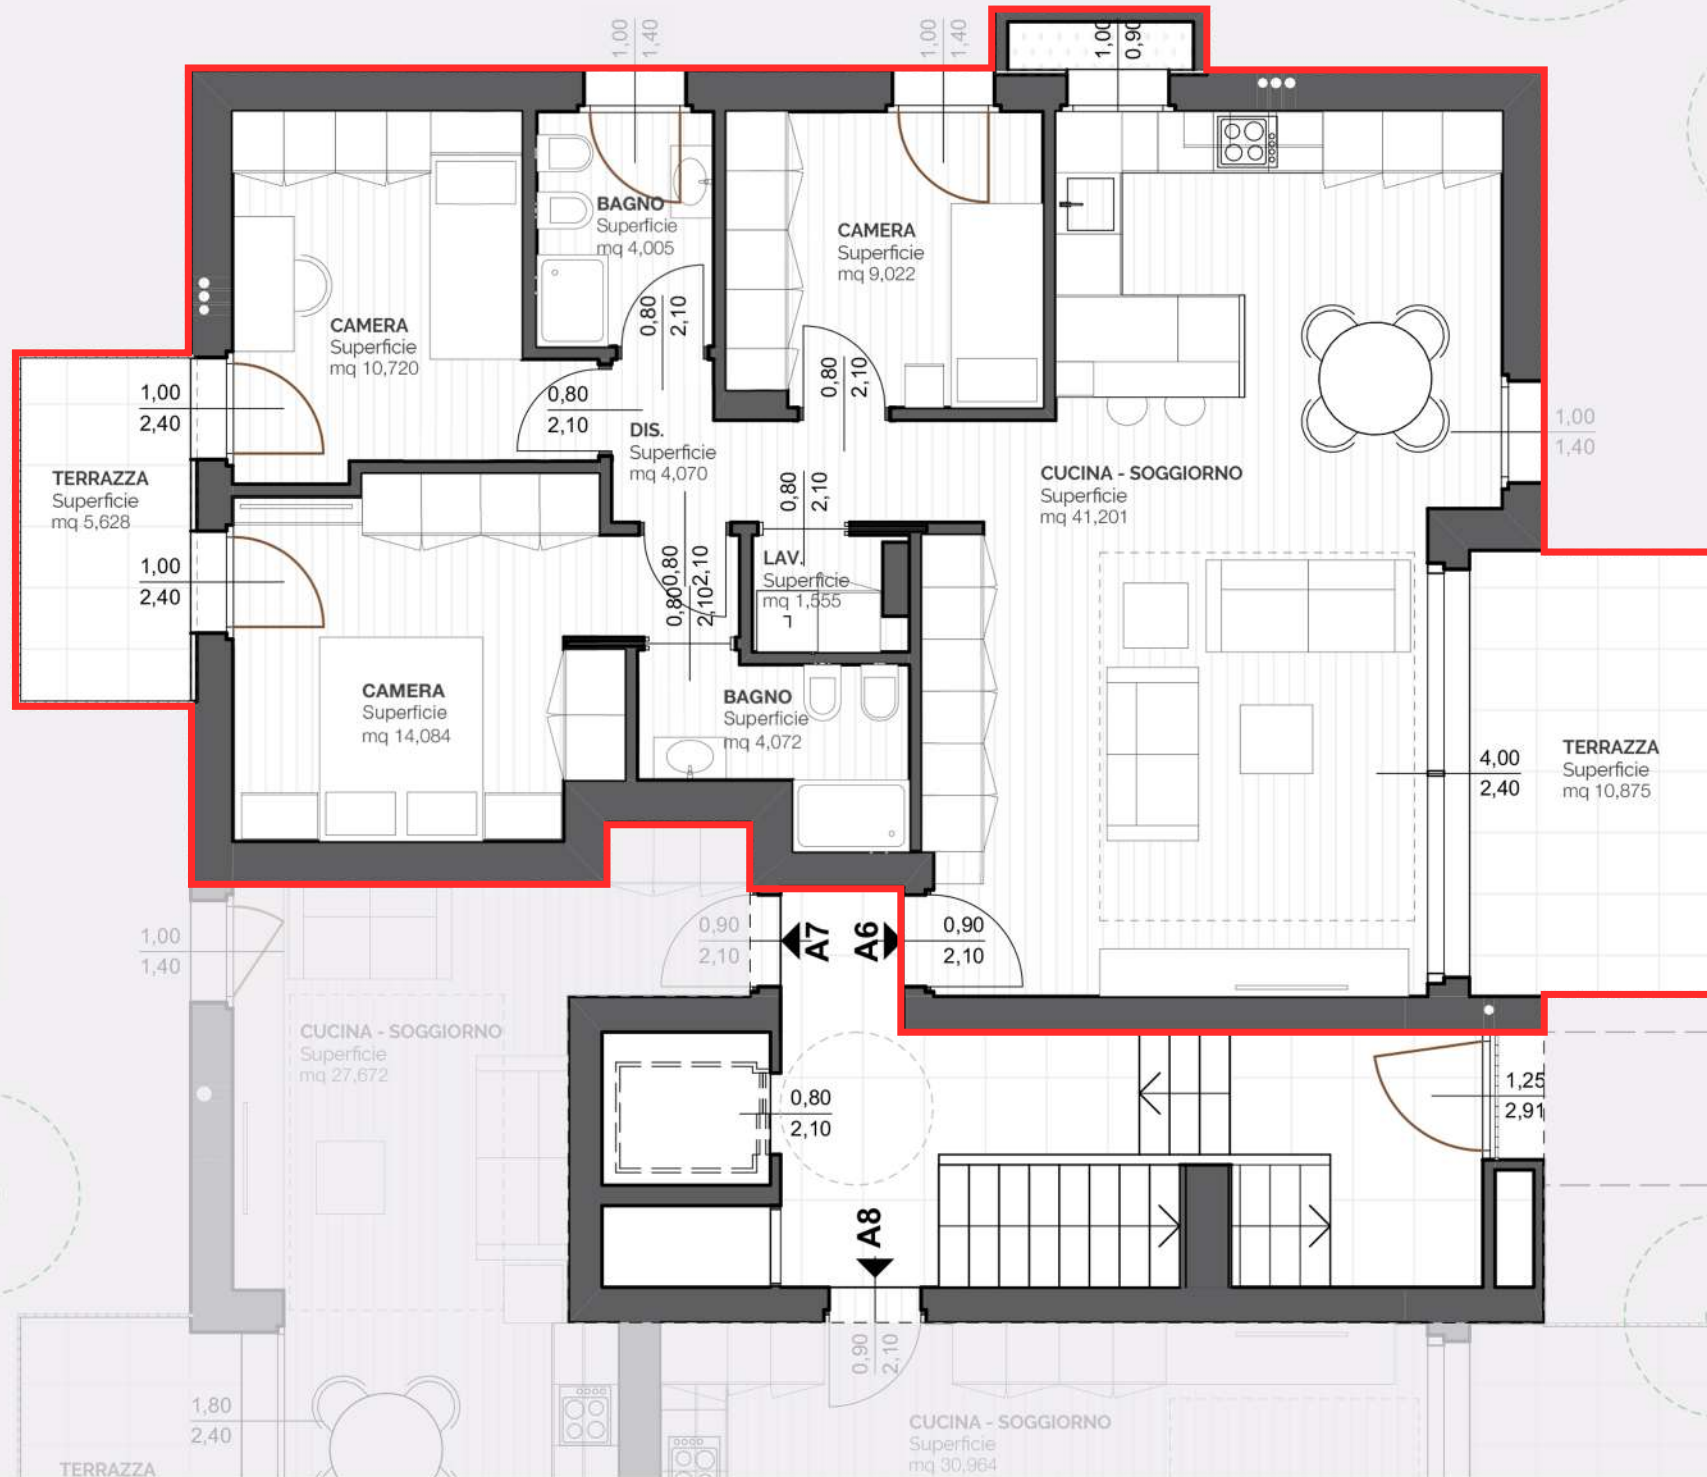 1,00
1,40
1,00
1,40
1,00
0,90
BAGNO
Superficie
mq 4,005
CAMERA
Superficie
mq 9,022
CAMERA
Superficie
mq 10,720
0,80
2,10
0,80
2,10
1,00
2,40
0,80
2,10
1,00
1,40
DIS.
Superficie
mq 4,070
TERRAZZA
Superficie
mq 5,628
CUCINA - SOGGIORNO
Superficie
mq 41,201
0,80
2,10
1,00
2,40
0,80
2,10
0,80
2,10
LAV.
Superficie
mq 1,555
CAMERA
Superficie
mq 14,084
BAGNO
Superficie
mq 4,072
4,00
2,40
TERRAZZA
Superficie
mq 10,875
1,00
1,40
0,90
2,10
A7
A6
0,90
2,10
CUCINA - SOGGIORNO
Superficie
mq 27,672
0,80
2,10
1,25
2,91
A8
0,90
2,10
1,80
2,40
CUCINA - SOGGIORNO
Superficie
mq 30,964
TERRAZZA